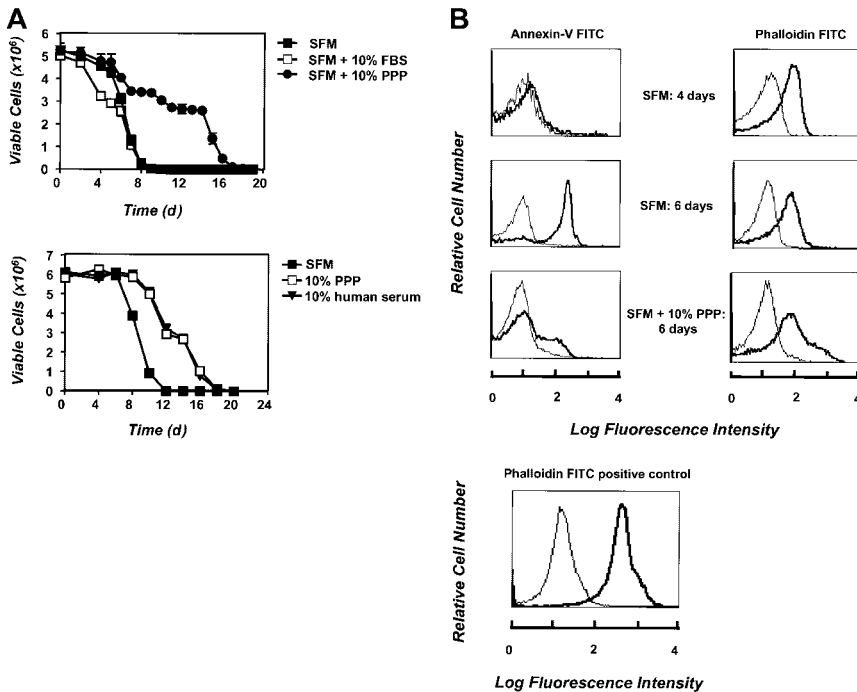 A
Viable Cells (x10⁶)
6
5
4
3
2
1
0
0 4 8 12 16 20
Time (d)
SFM
SFM + 10% FBS
SFM + 10% PPP
Viable Cells (x10⁶)
7
6
5
4
3
2
1
0
0 4 8 12 16 20 24
Time (d)
SFM
10% PPP
10% human serum
B
Annexin-V FITC
Phalloidin FITC
Relative Cell Number
SFM: 4 days
SFM: 6 days
SFM + 10% PPP:
6 days
0 2 4
0 2 4
Log Fluorescence Intensity
Phalloidin FITC positive control
Relative Cell Number
0 2 4
Log Fluorescence Intensity